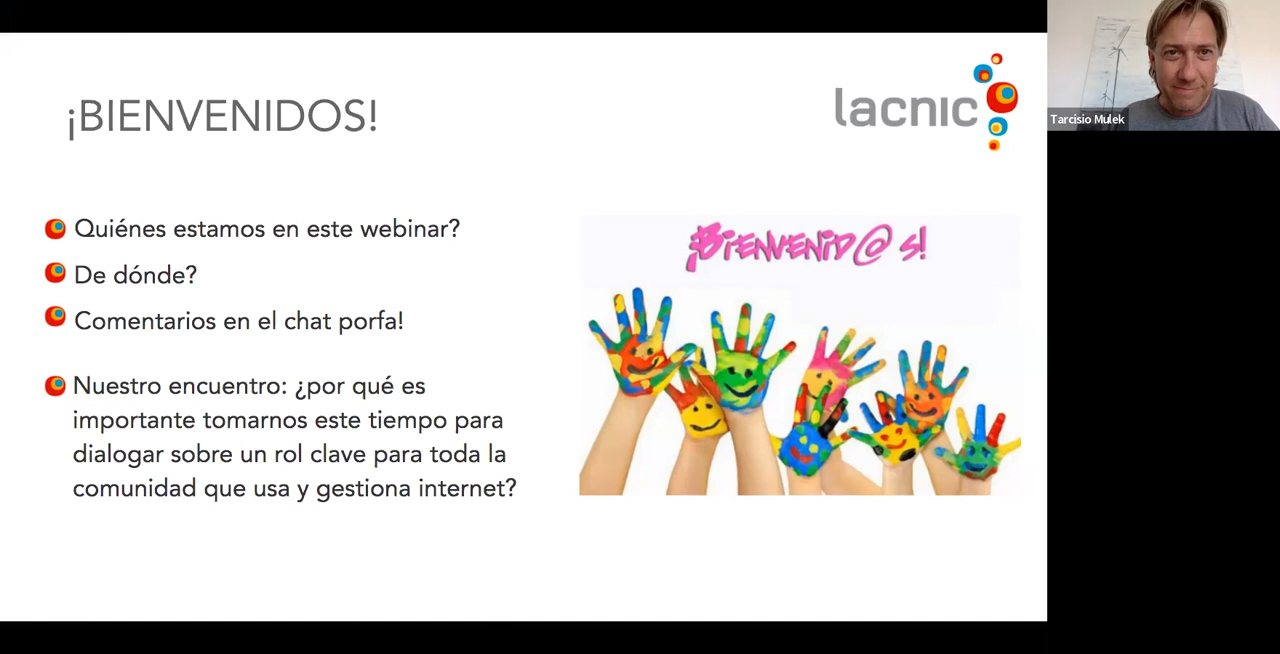 ¡BIENVENIDOS!
lacnic
Tarcisio Mulek
Quiénes estamos en este webinar?
De dónde?
Comentarios en el chat porfa!
Nuestro encuentro: ¿por qué es
importante tomarnos este tiempo para
dialogar sobre un rol clave para toda la
comunidad que usa y gestiona internet?
¡BIENVENID@S!